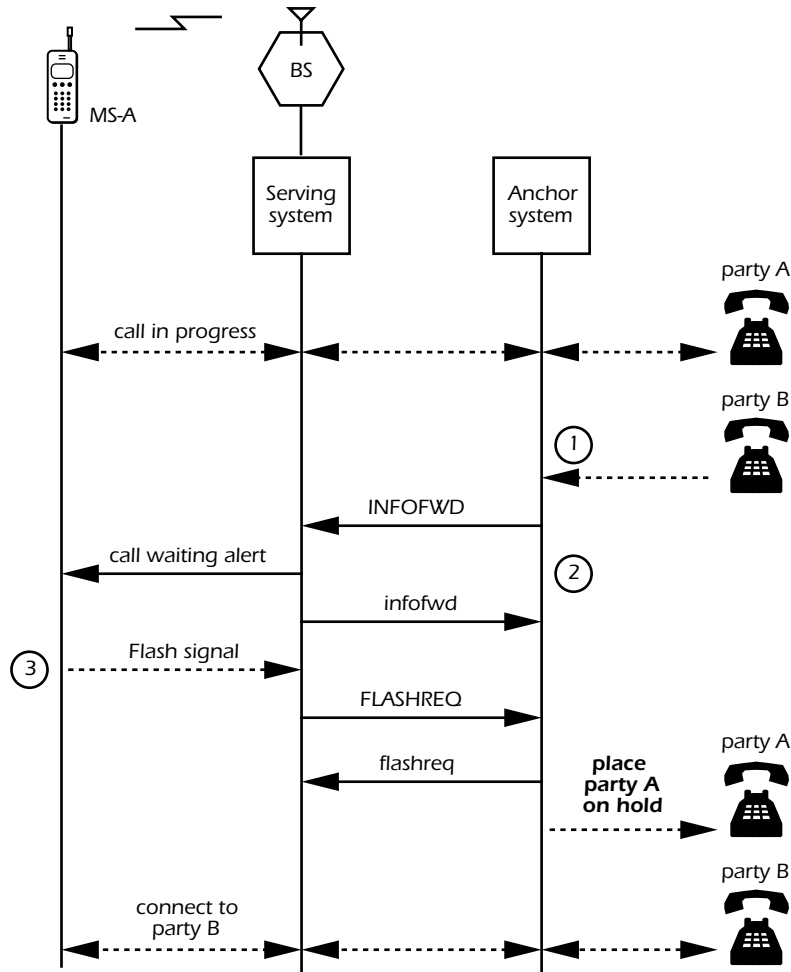 BS
MS-A
Serving
system
Anchor
system
party A
call in progress
party B
1
INFOFWD
call waiting alert
2
infofwd
Flash signal
3
FLASHREQ
party A
flashreq
place
party A
on hold
party B
connect to
party B